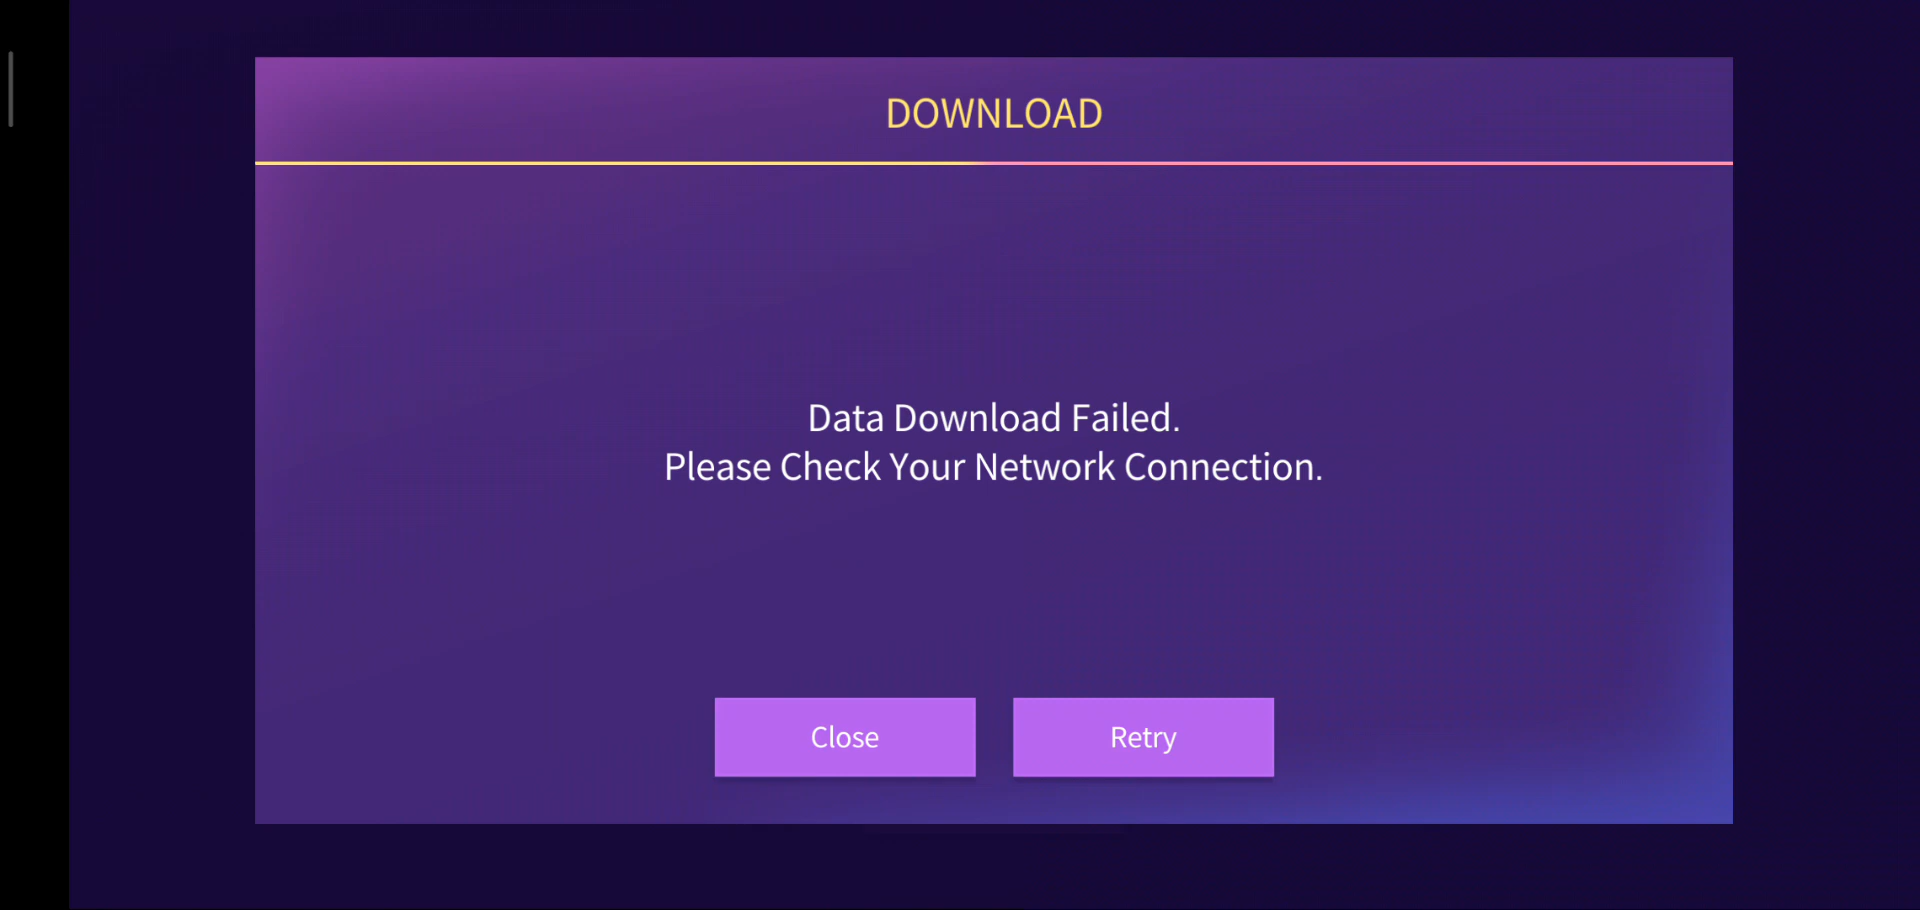 DOWNLOAD
Data Download Failed.
Please Check Your Network Connection.
Close
Retry